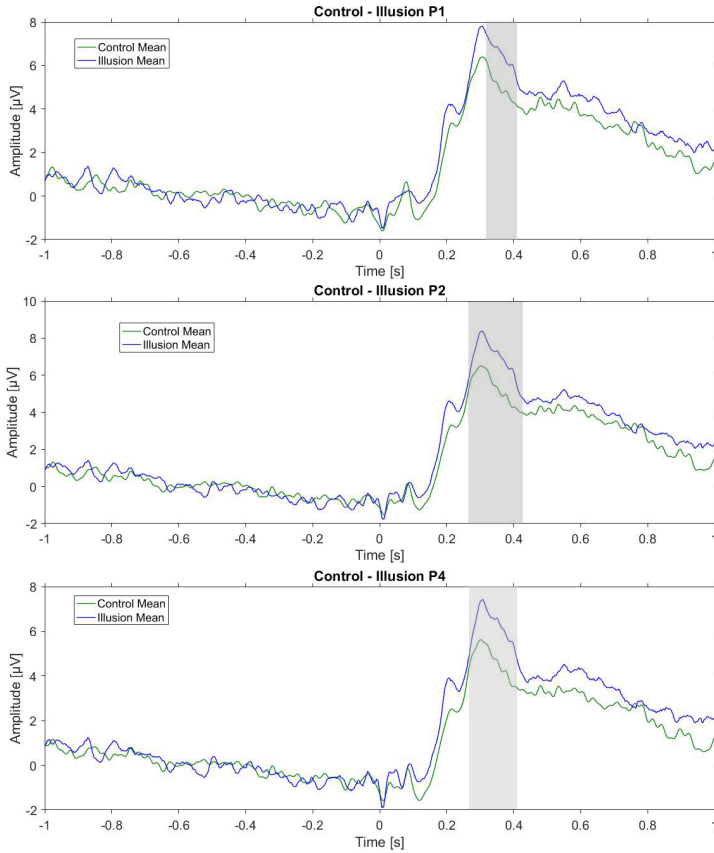 Control - Illusion P1
8
6
4
2
0
-2
Amplitude [µV]
Control Mean
Illusion Mean
-1 -0.8 -0.6 -0.4 -0.2 0 0.2 0.4 0.6 0.8 1
Time [s]
Control - Illusion P2
10
8
6
4
2
0
-2
Amplitude [µV]
Control Mean
Illusion Mean
-1 -0.8 -0.6 -0.4 -0.2 0 0.2 0.4 0.6 0.8 1
Time [s]
Control - Illusion P4
8
6
4
2
0
-2
Amplitude [µV]
Control Mean
Illusion Mean
-1 -0.8 -0.6 -0.4 -0.2 0 0.2 0.4 0.6 0.8 1
Time [s]